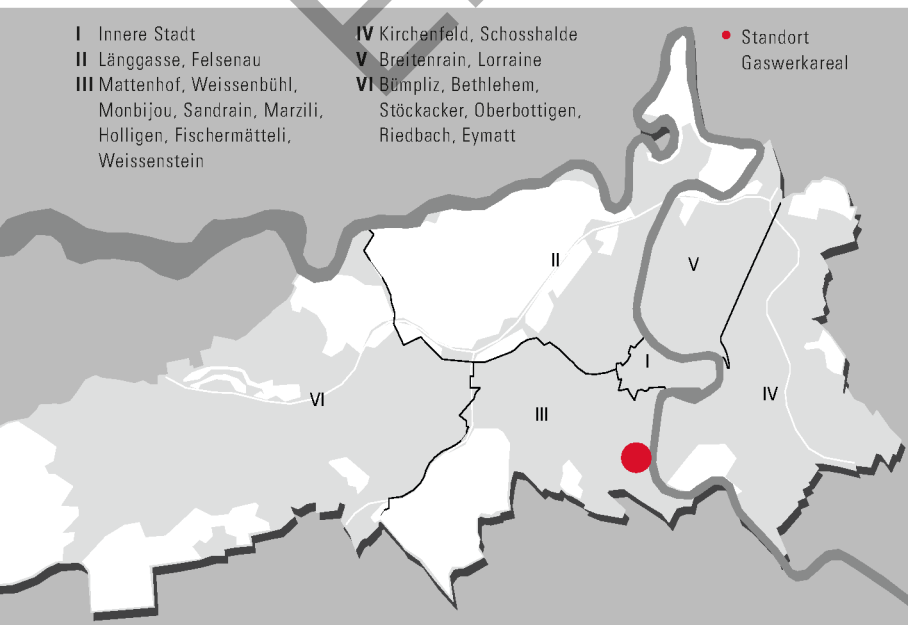 I Innere Stadt
II Länggasse, Felsenau
III Mattenhof, Weissenbühl,
Monbijou, Sandrain, Marzili,
Holligen, Fischermätteli,
Weissenstein
IV Kirchenfeld, Schosshalde
V Breitenrain, Lorraine
VI Bümpliz, Bethlehem,
Stöckacker, Oberbottigen,
Riedbach, Eymatt
Standort
Gaswerkareal
II
V
I
VI
III
IV